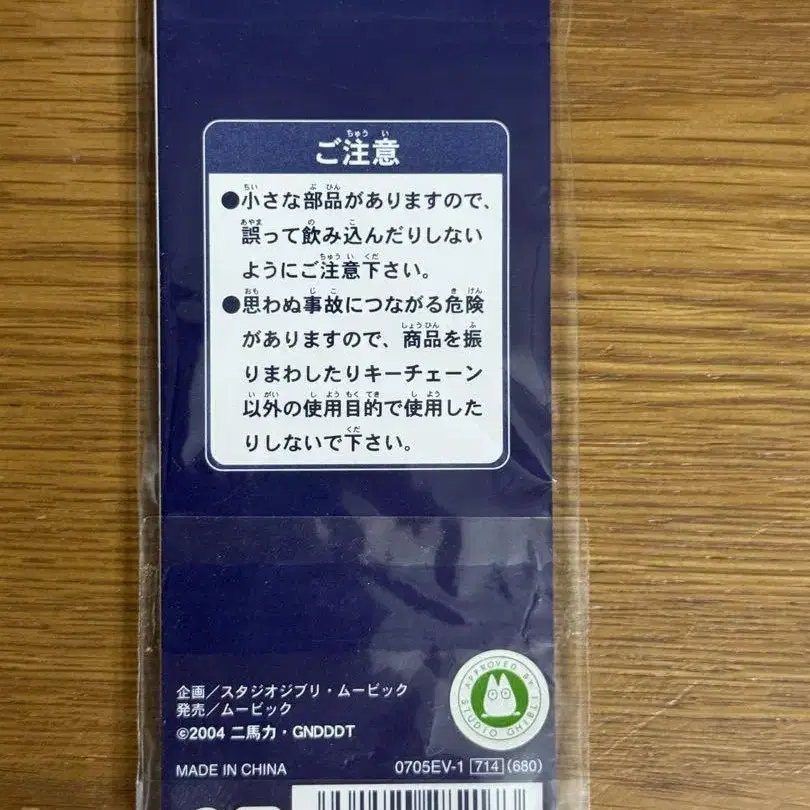 ご注意
●小さな部品がありますので、
誤って飲み込んだりしない
ようにご注意下さい。
●思わぬ事故につながる危険
がありますので、商品を振
りまわしたりキーチェーン
以外の使用目的で使用した
りしないで下さい。
企画／スタジオジブリ・ムービック
発売／ムービック
©2004 二馬力・GNDDDT
APPROVED BY STUDIO GHIBLI
MADE IN CHINA 0705EV-1 714 (680)